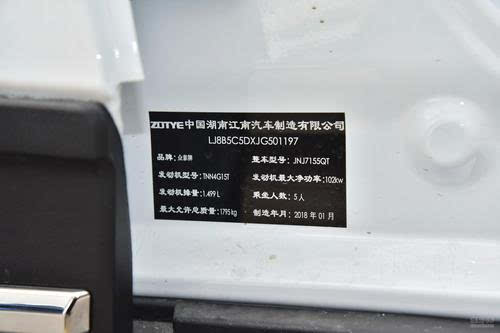 ZOTYE中国湖南江南汽车制造有限公司
LJ8B5C5DXJG501197
品牌：众泰牌 整车型号：JNJ7155QT
发动机型号：TNN4G15T 发动机最大净功率：102kw
发动机排量：1.499L 乘坐人数：5人
最大允许总质量：1795kg 制造年月：2018年01月